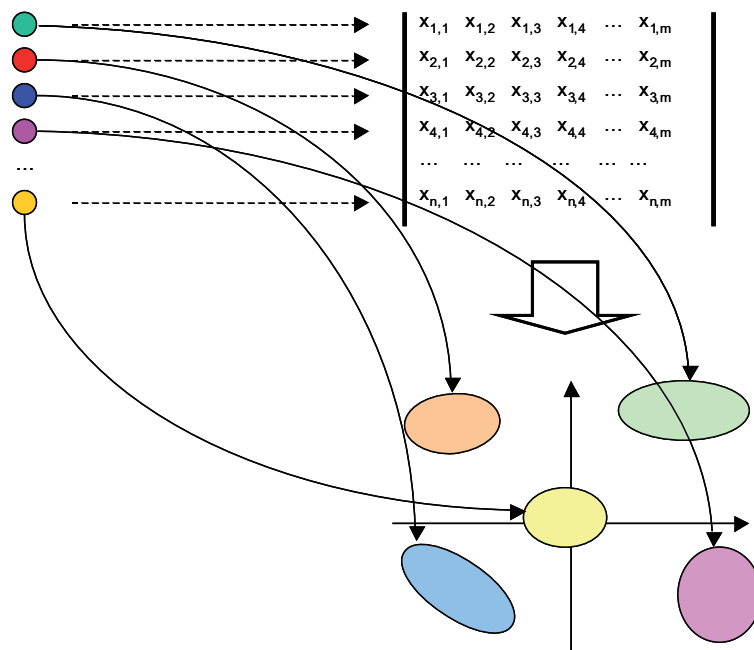 x1,1 x1,2 x1,3 x1,4 ... x1,m
x2,1 x2,2 x2,3 x2,4 ... x2,m
x3,1 x3,2 x3,3 x3,4 ... x3,m
x4,1 x4,2 x4,3 x4,4 ... x4,m
... ... ... ... ... ... ...
xn,1 xn,2 xn,3 xn,4 ... xn,m